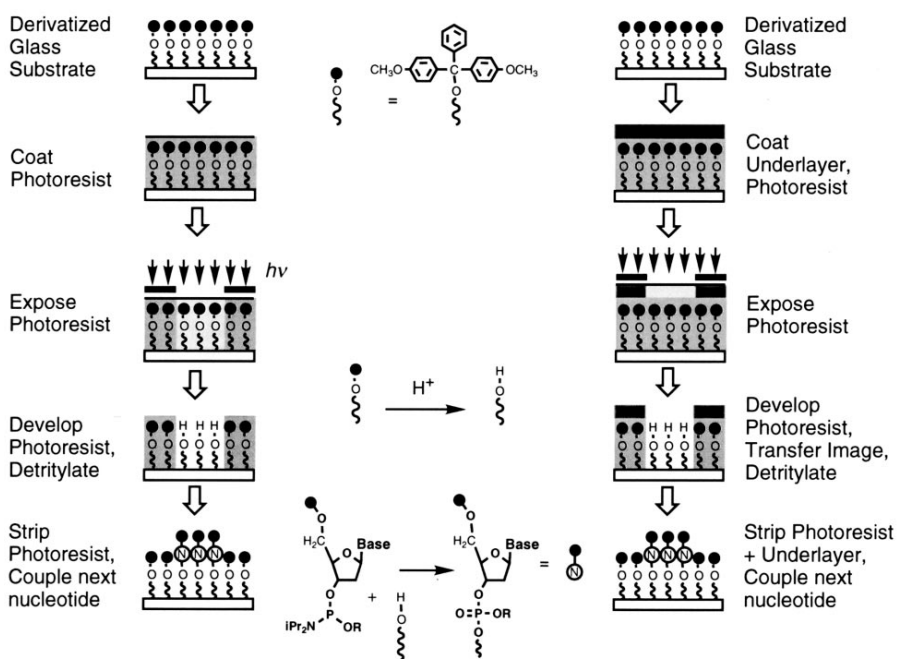 Derivatized
Glass
Substrate
Coat
Photoresist
hν
Expose
Photoresist
Develop
Photoresist,
Detritylate
Strip
Photoresist,
Couple next
nucleotide
O O O O O O O
O O O O O O O
O O O O O O O
H H H
O O O O O O O
N N N
O O O O O O O
O
=
CH₃O
C
OCH₃
O
O
H⁺
H
O
O
H₂C
Base
O
O
P
iPr₂N
OR
+
H
O
O
H₂C
Base
O
O
O=P
OR
O
=
N
Derivatized
Glass
Substrate
Coat
Underlayer,
Photoresist
Expose
Photoresist
Develop
Photoresist,
Transfer Image,
Detritylate
Strip Photoresist
+ Underlayer,
Couple next
nucleotide
O O O O O O O
O O O O O O O
O O O O O O O
H H H
O O O O O O O
N N N
O O O O O O O